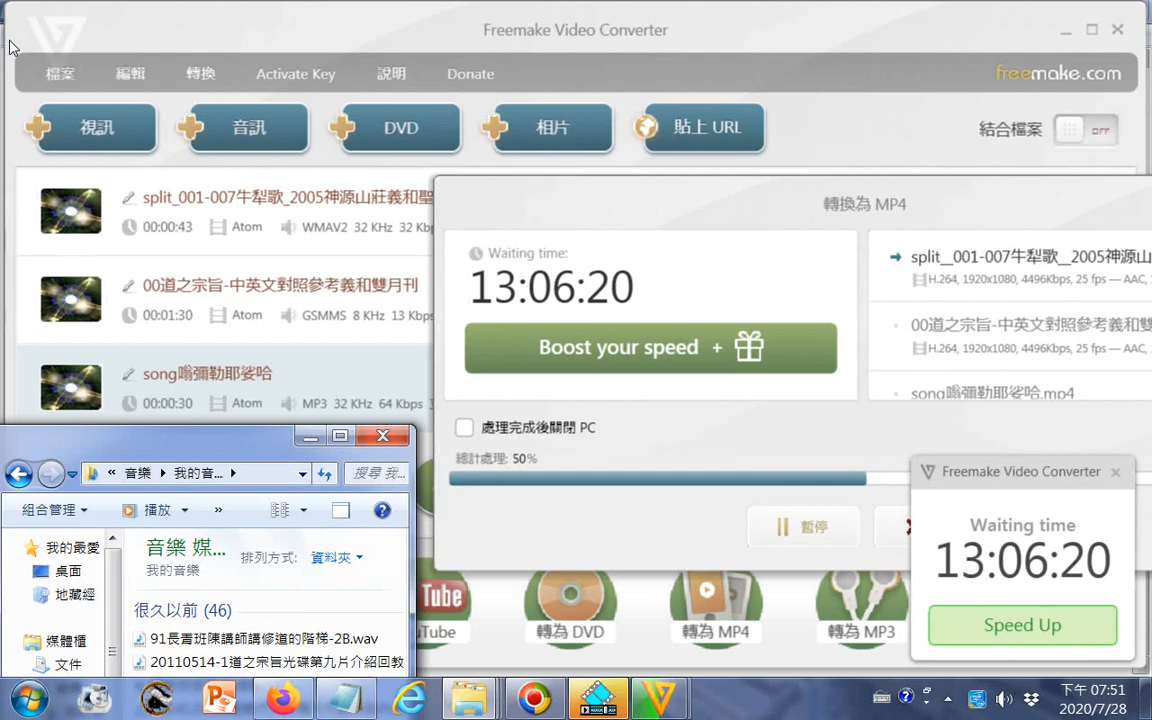 Freemake Video Converter
檔案 編輯 轉換 Activate Key 說明 Donate
freemake.com
視訊 音訊 DVD 相片 貼上 URL
結合檔案 OFF
split_001-007牛犁歌_2005神源山莊義和聖
00:00:43 Atom WMAV2 32 KHz 32 Kbp
00道之宗旨-中英文對照參考義和雙月刊
00:01:30 Atom GSMMS 8 KHz 13 Kbp
song嗡彌勒耶娑哈
00:00:30 Atom MP3 32 KHz 64 Kbps
轉換為 MP4
Waiting time:
13:06:20
Boost your speed +
split__001-007牛犁歌__2005神源山
H.264, 1920x1080, 4496Kbps, 25 fps — AAC,
00道之宗旨-中英文對照參考義和雙
H.264, 1920x1080, 4496Kbps, 25 fps — AAC, 1
song嗡彌勒耶娑哈.mp4
處理完成後關閉 PC
總計處理: 50%
暫停
Freemake Video Converter
Waiting time
13:06:20
Speed Up
Tube
uTube 轉為 DVD 轉為 MP4 轉為 MP3
« 音樂 我的音... 搜尋 我...
組合管理 播放 »
我的最愛
桌面
地藏經
媒體櫃
文件
音樂 媒...
我的音樂
排列方式: 資料夾
很久以前 (46)
91長青班陳講師講修道的階梯-2B.wav
20110514-1道之宗旨光碟第九片介紹回教
下午 07:51
2020/7/28